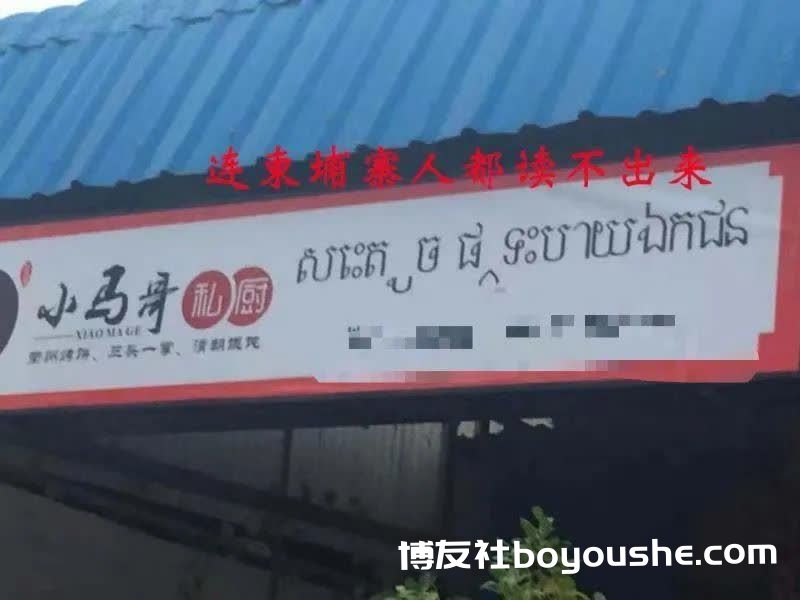 连柬埔寨人都读不出来
សះេត ូច ផ្ក ទះបាយឯកជន
小马哥 私厨
XIAO MA GE
博友社boyoushe.com